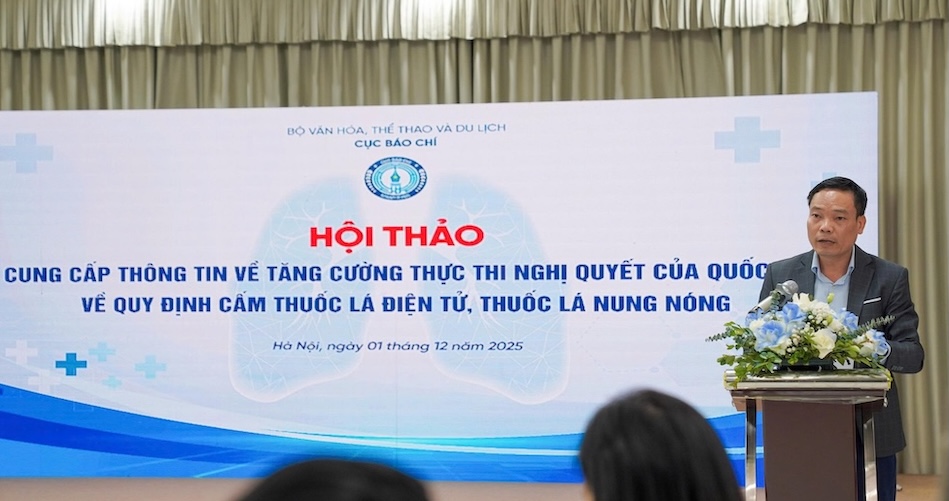 BỘ VĂN HÓA, THỂ THAO VÀ DU LỊCH
CỤC BÁO CHÍ
HỘI THẢO
CUNG CẤP THÔNG TIN VỀ TĂNG CƯỜNG THỰC THI NGHỊ QUYẾT CỦA QUỐC
VỀ QUY ĐỊNH CẤM THUỐC LÁ ĐIỆN TỬ, THUỐC LÁ NUNG NÓNG
Hà Nội, ngày 01 tháng 12 năm 2025